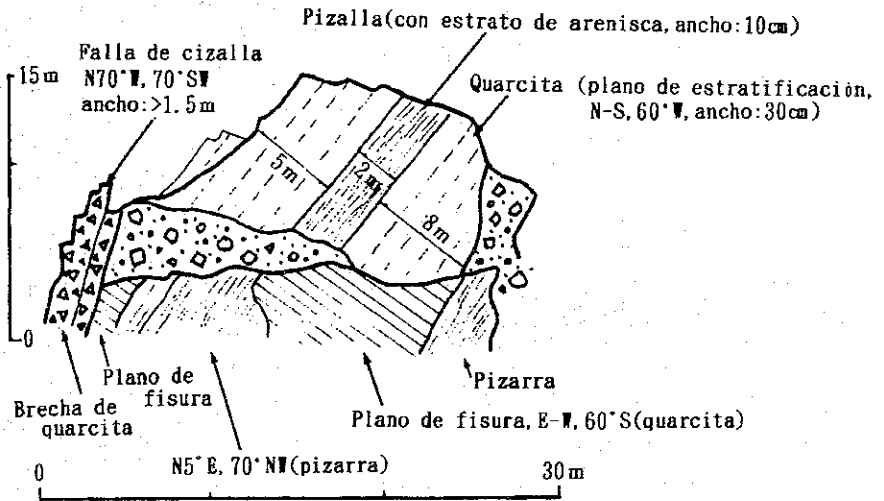 Pizalla(con estrato de arenisca, ancho:10cm)
Falla de cizalla
N70°W, 70°SW
ancho:>1.5m
15m
Quarcita (plano de estratificación,
N-S, 60°W, ancho:30cm)
5m
2m
8m
0
Plano de
fisura
Pizarra
Brecha de
quarcita
Plano de fisura, E-W, 60°S(quarcita)
N5°E, 70°NW(pizarra)
0
30m